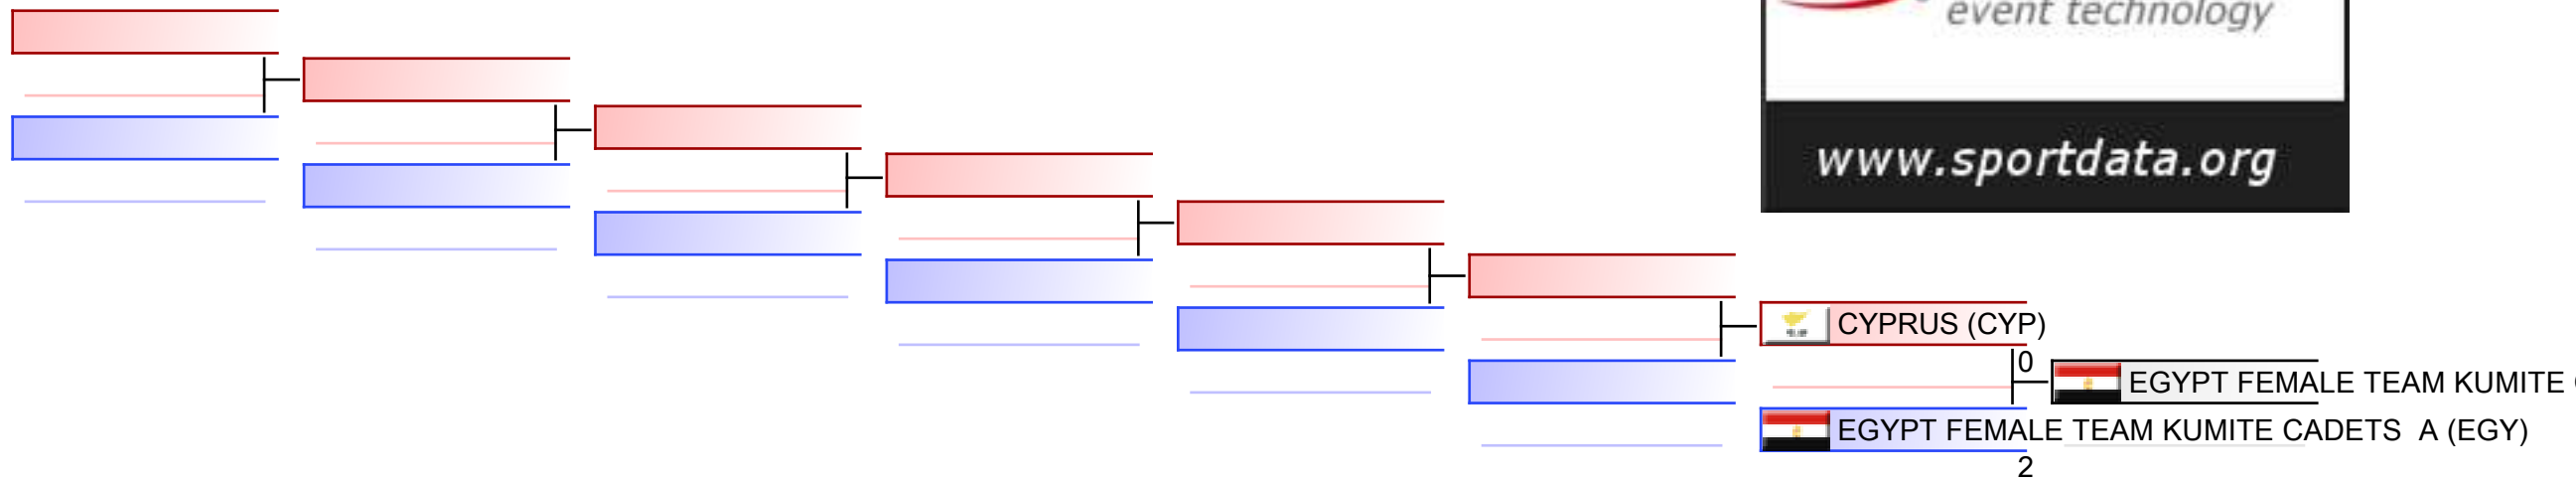 event technology
www.sportdata.org
CYPRUS (CYP)
0
EGYPT FEMALE TEAM KUMITE
EGYPT FEMALE TEAM KUMITE CADETS A (EGY)
2